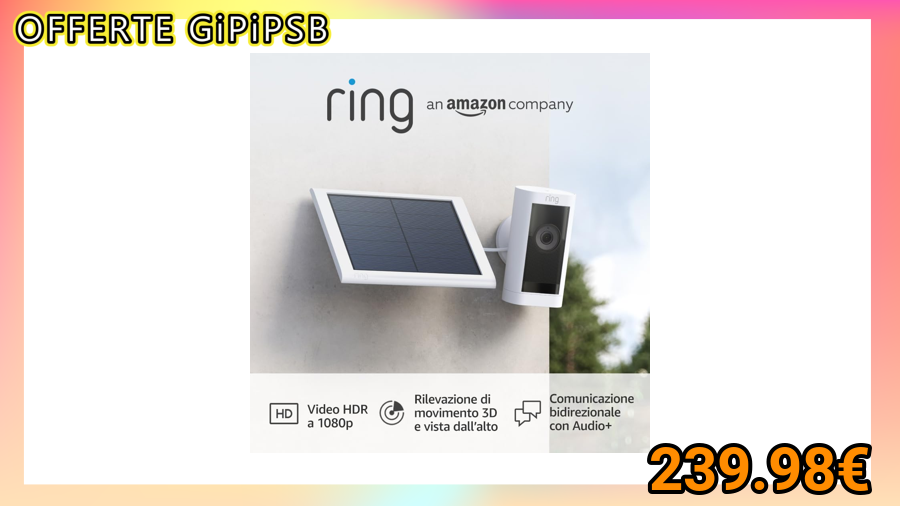 OFFERTE GiPiPSB
ring an amazon company
ring
HD
Video HDR
a 1080p
Rilevazione di
movimento 3D
e vista dall'alto
Comunicazione
bidirezionale
con Audio+
239.98€